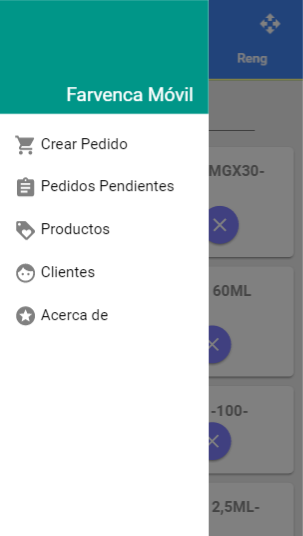 Farvenca Móvil
Reng
Crear Pedido
Pedidos Pendientes
Productos
Clientes
Acerca de
MGX30-
60ML
-100-
2,5ML-